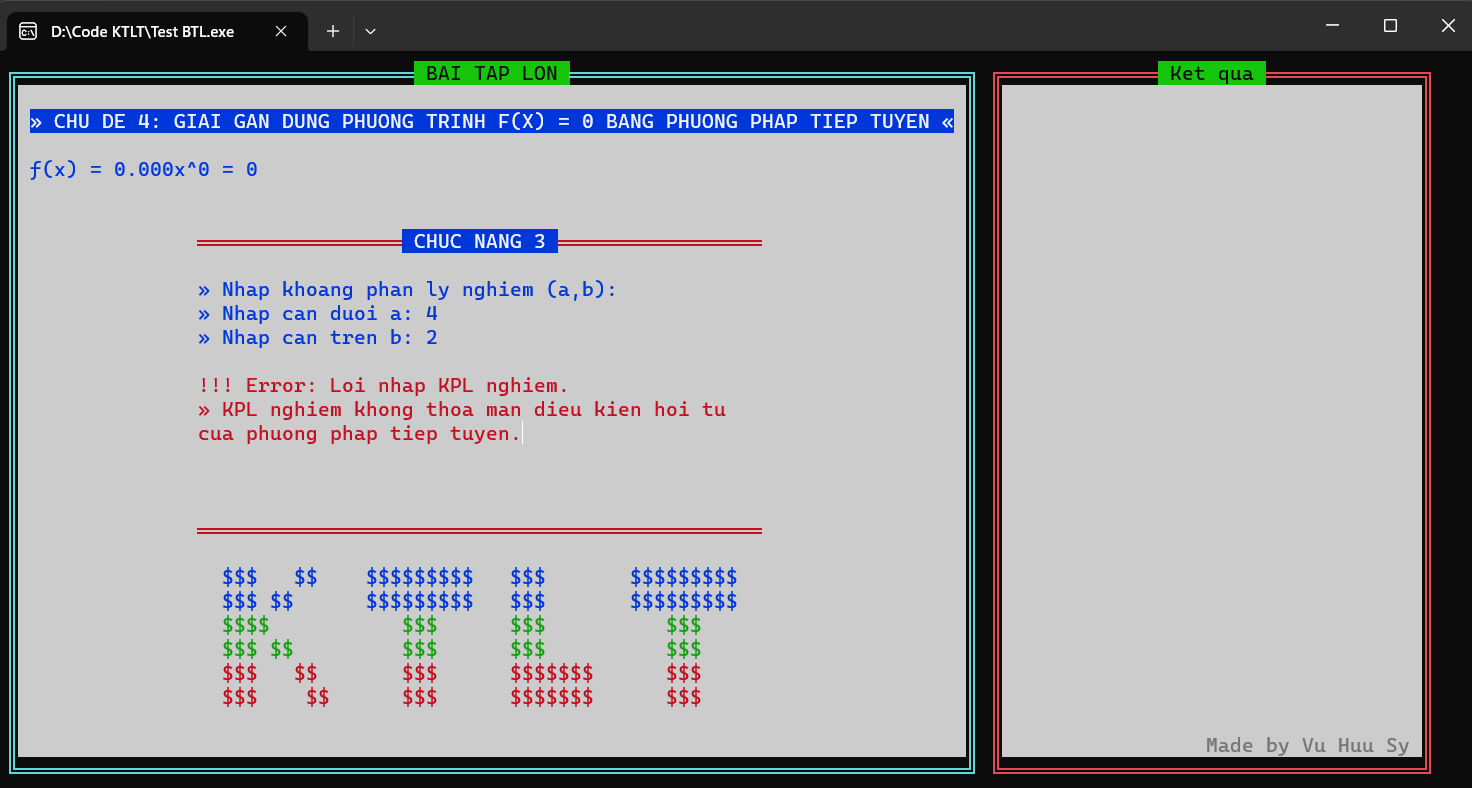 D:\Code KTLT\Test BTL.exe
BAI TAP LON
» CHU DE 4: GIAI GAN DUNG PHUONG TRINH F(X) = 0 BANG PHUONG PHAP TIEP TUYEN «
ƒ(x) = 0.000x^0 = 0
CHUC NANG 3
» Nhap khoang phan ly nghiem (a,b):
» Nhap can duoi a: 4
» Nhap can tren b: 2
!!! Error: Loi nhap KPL nghiem.
» KPL nghiem khong thoa man dieu kien hoi tu
cua phuong phap tiep tuyen.
$$$   $$    $$$$$$$$$   $$$       $$$$$$$$$
$$$ $$      $$$$$$$$$   $$$       $$$$$$$$$
$$$$           $$$      $$$          $$$
$$$ $$         $$$      $$$          $$$
$$$   $$       $$$      $$$$$$$      $$$
$$$    $$      $$$      $$$$$$$      $$$
Ket qua
Made by Vu Huu Sy